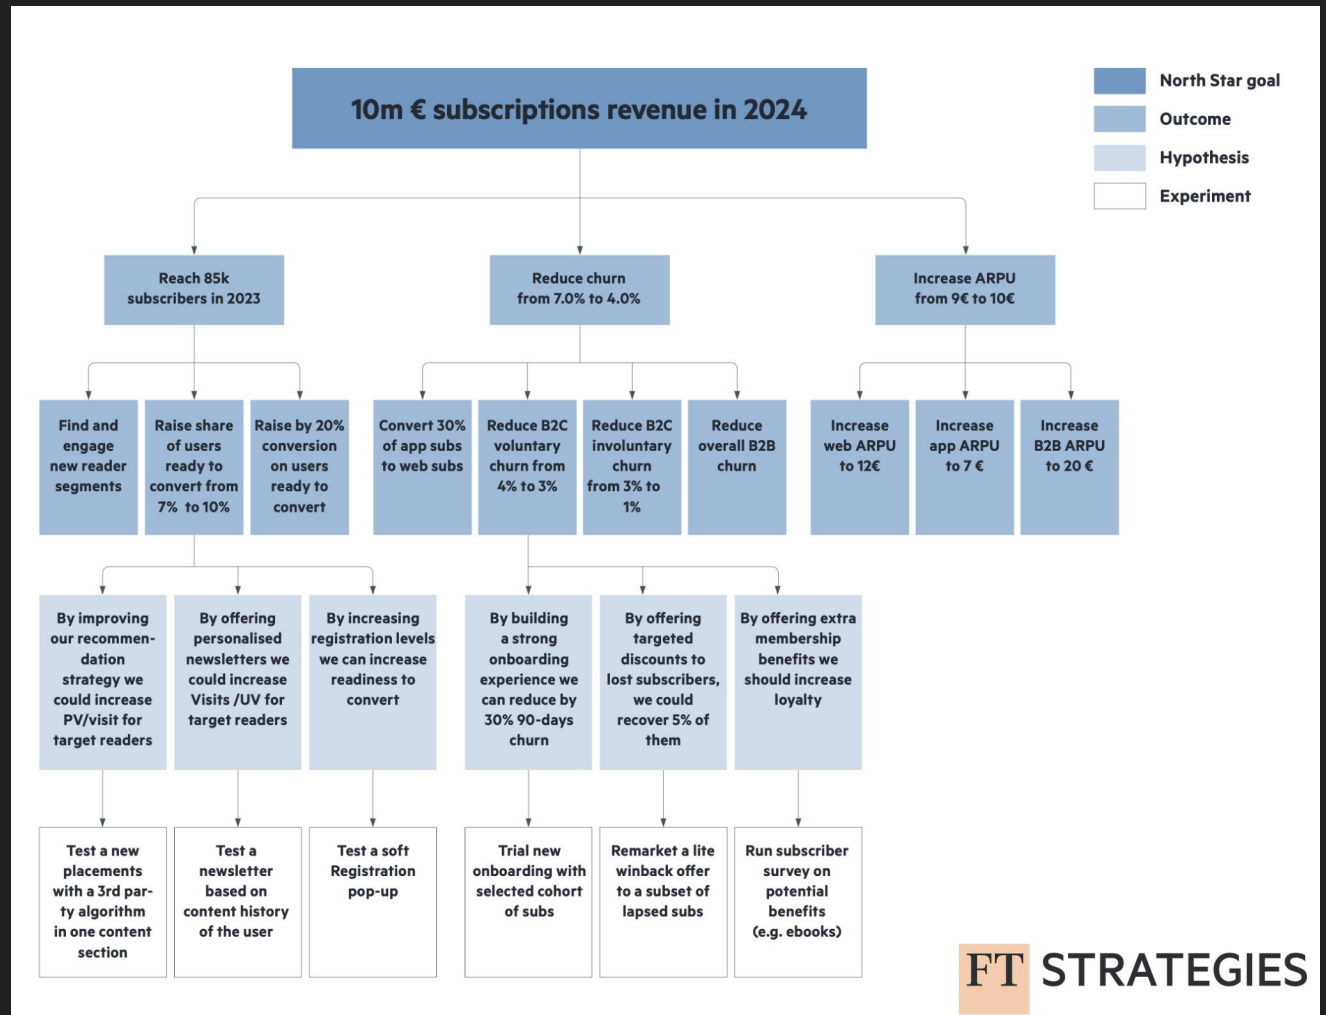 10m € subscriptions revenue in 2024
North Star goal
Outcome
Hypothesis
Experiment
Reach 85k
subscribers in 2023
Reduce churn
from 7.0% to 4.0%
Increase ARPU
from 9€ to 10€
Find and
engage
new reader
segments
Raise share
of users
ready to
convert from
7% to 10%
Raise by 20%
conversion
on users
ready to
convert
Convert 30%
of app subs
to web subs
Reduce B2C
voluntary
churn from
4% to 3%
Reduce B2C
involuntary
churn
from 3% to
1%
Reduce
overall B2B
churn
Increase
web ARPU
to 12€
Increase
app ARPU
to 7 €
Increase
B2B ARPU
to 20 €
By improving
our recommen-
dation
strategy we
could increase
PV/visit for
target readers
By offering
personalised
newsletters we
could increase
Visits /UV for
target readers
By increasing
registration levels
we can increase
readiness to
convert
By building
a strong
onboarding
experience we
can reduce by
30% 90-days
churn
By offering
targeted
discounts to
lost subscribers,
we could
recover 5% of
them
By offering extra
membership
benefits we
should increase
loyalty
Test a new
placements
with a 3rd par-
ty algorithm
in one content
section
Test a
newsletter
based on
content history
of the user
Test a soft
Registration
pop-up
Trial new
onboarding with
selected cohort
of subs
Remarket a lite
winback offer
to a subset of
lapsed subs
Run subscriber
survey on
potential
benefits
(e.g. ebooks)
FT STRATEGIES